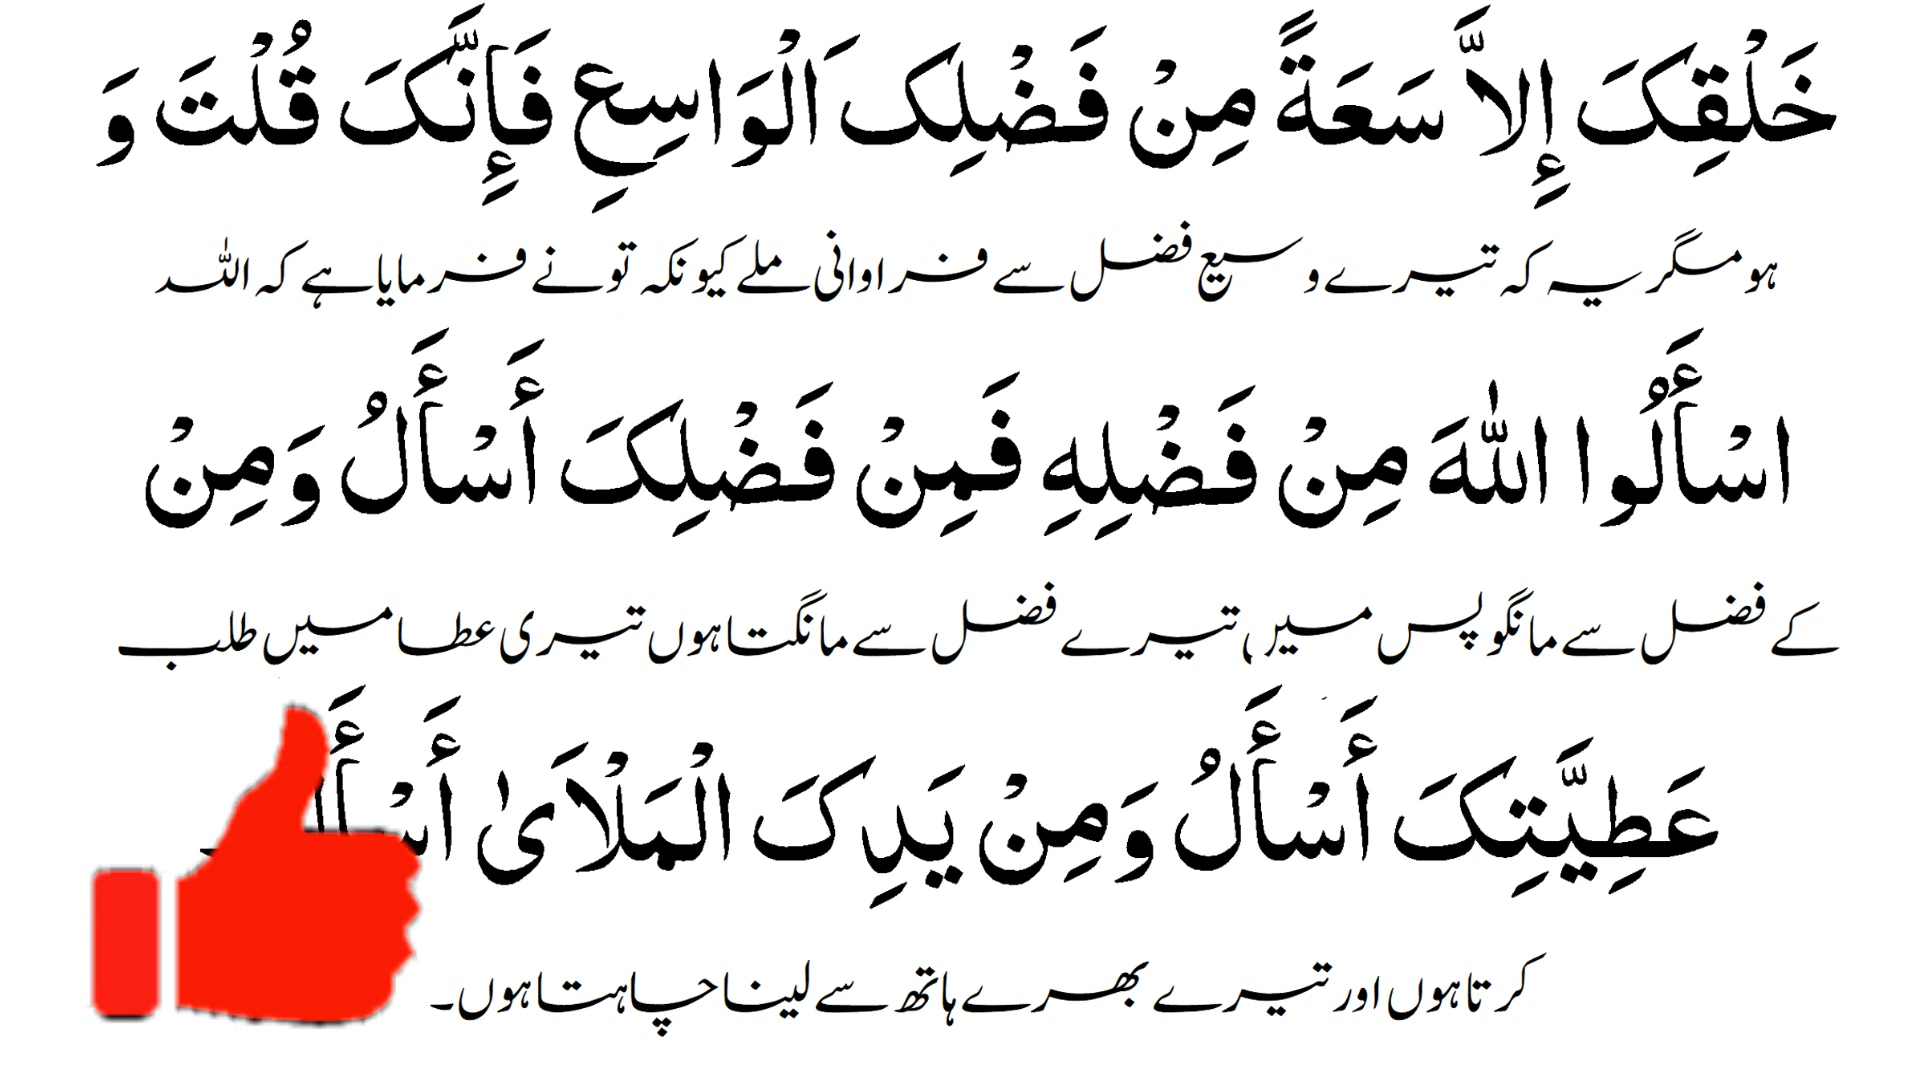 خَلْقِکَ إِلاَّ سَعَةً مِنْ فَضْلِکَ الْوَاسِعِ فَإِنَّکَ قُلْتَ وَ
ہو مگر یہ کہ تیرے وسیع فضل سے فراوانی ملے کیونکہ تو نے فرمایا ہے کہ اللہ
اسْأَلُوا اللّٰهَ مِنْ فَضْلِهِ فَمِنْ فَضْلِکَ أَسْأَلُ وَمِنْ
کے فضل سے مانگو پس میں تیرے فضل سے مانگتا ہوں تیری عطا میں طلب
عَطِيَّتِکَ أَسْأَلُ وَمِنْ يَدِکَ الْمَلْاَىٰ
کرتا ہوں اور تیرے بھرے ہاتھ سے لینا چاہتا ہوں۔